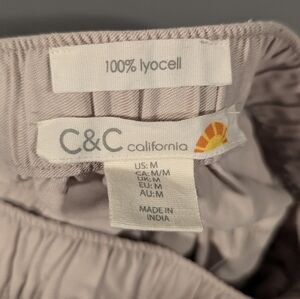 100% lyocell
C&C california
US: M
CA: M/M
UK: M
EU: M
AU: M
MADE IN
INDIA